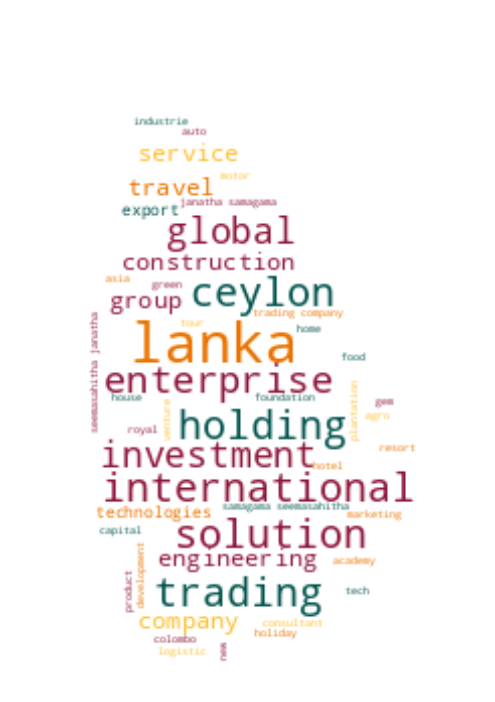 industrie
auto
service
motor
travel
janatha samagama
export
global
construction
asia
green
ceylon
group
trading company
tour
lanka
home
seemasahitha janatha
food
enterprise
house
foundation
plantation
gem
venture
holding
agro
royal
investment
resort
hotel
international
samagama seemasahitha
technologies
marketing
capital
solution
engineering
academy
development
product
trading
tech
company
consultant
holiday
colombo
new
logistic